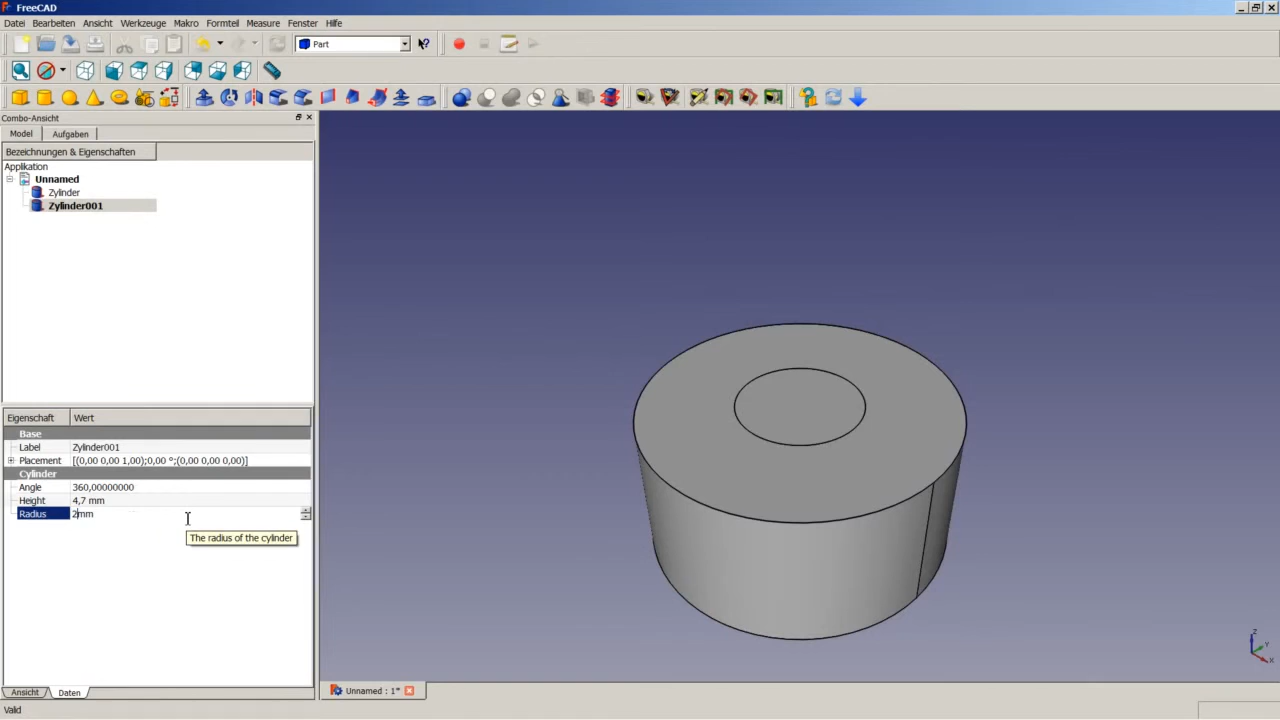 FreeCAD
Datei Bearbeiten Ansicht Werkzeuge Makro Formteil Measure Fenster Hilfe
Part
Combo-Ansicht
Model Aufgaben
Bezeichnungen & Eigenschaften
Applikation
Unnamed
Zylinder
Zylinder001
Eigenschaft Wert
Base
Label Zylinder001
Placement [(0,00 0,00 1,00);0,00 °;(0,00 0,00 0,00)]
Cylinder
Angle 360,00000000
Height 4,7 mm
Radius 2mm
The radius of the cylinder
Z
Y
X
Ansicht Daten
Unnamed : 1*
Valid